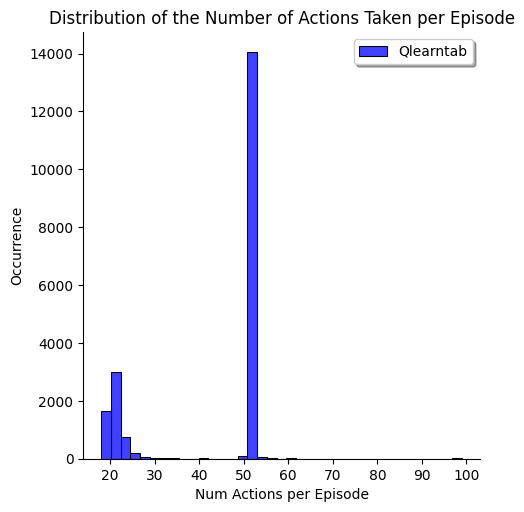 Distribution of the Number of Actions Taken per Episode
Qlearntab
14000
12000
10000
8000
6000
4000
2000
0
Occurrence
20 30 40 50 60 70 80 90 100
Num Actions per Episode